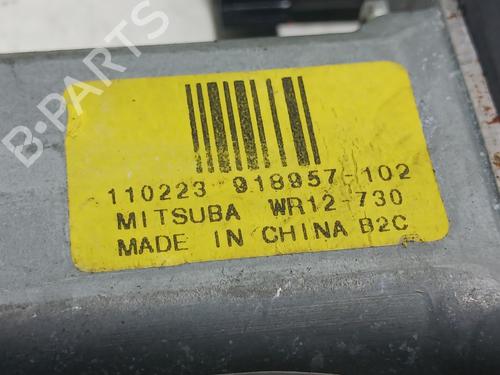 B-PARTS
110223 918957-102
MITSUBA WR12-730
MADE IN CHINA B2C